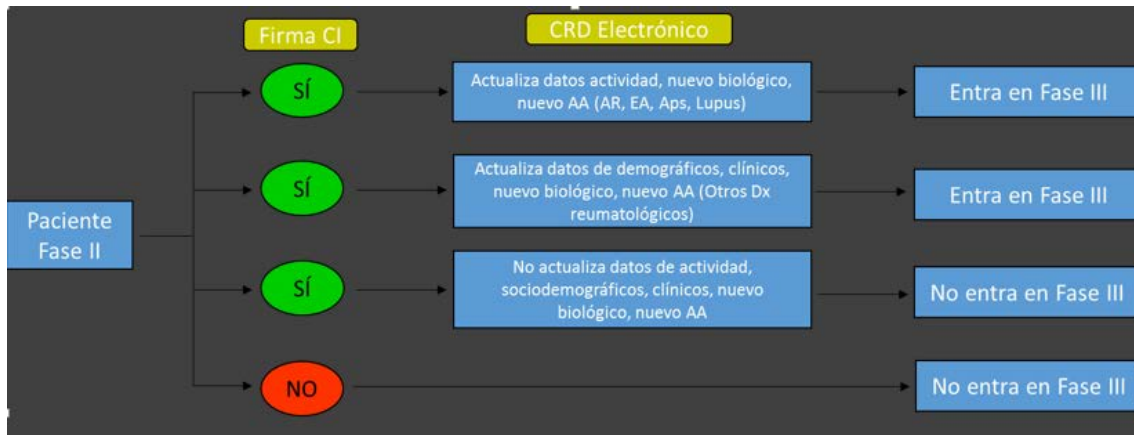 Firma CI
CRD Electrónico
SÍ
Actualiza datos actividad, nuevo biológico,
nuevo AA (AR, EA, Aps, Lupus)
Entra en Fase III
SÍ
Actualiza datos de demográficos, clínicos,
nuevo biológico, nuevo AA (Otros Dx
reumatológicos)
Entra en Fase III
Paciente
Fase II
SÍ
No actualiza datos de actividad,
sociodemográficos, clínicos, nuevo
biológico, nuevo AA
No entra en Fase III
NO
No entra en Fase III